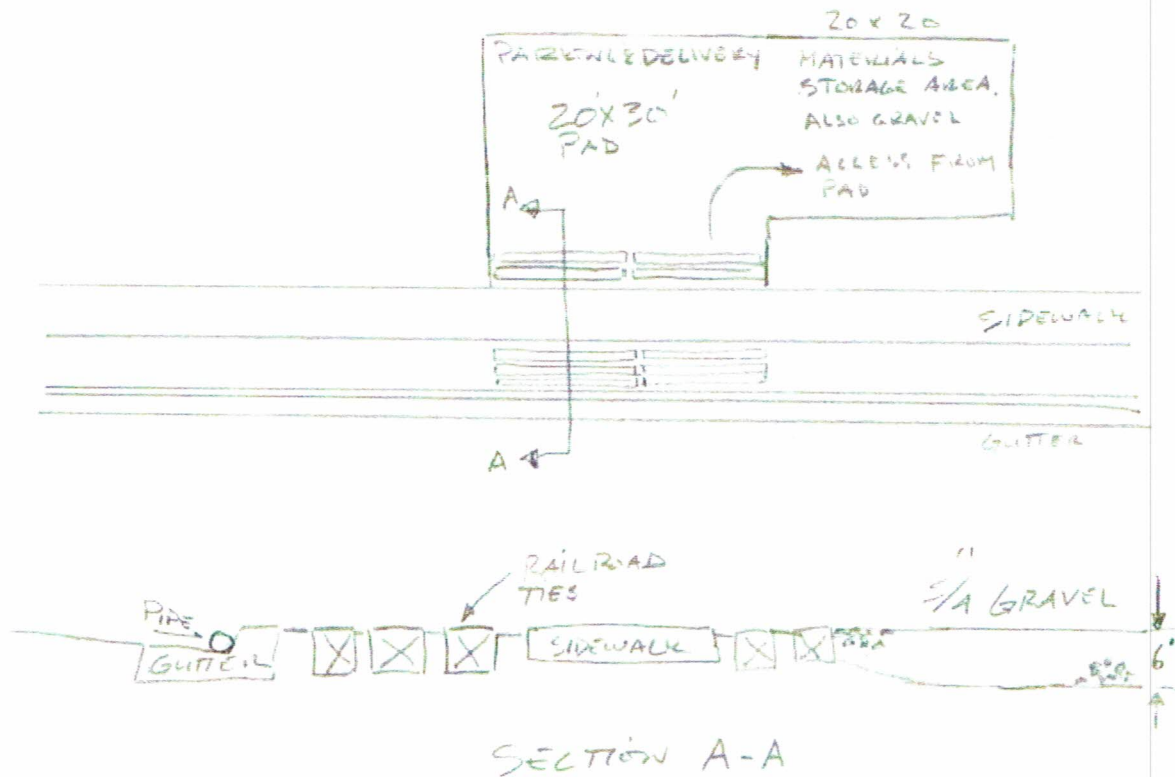 20 x 20
PARKING & DELIVERY
20' X 30'
PAD
MATERIALS
STORAGE AREA.
ALSO GRAVEL
ACCESS FROM
PAD
A
SIDEWALK
A
GUTTER
RAILROAD
TIES
3/4" GRAVEL
PIPE
GUTTER
SIDEWALK
6"
SECTION A-A